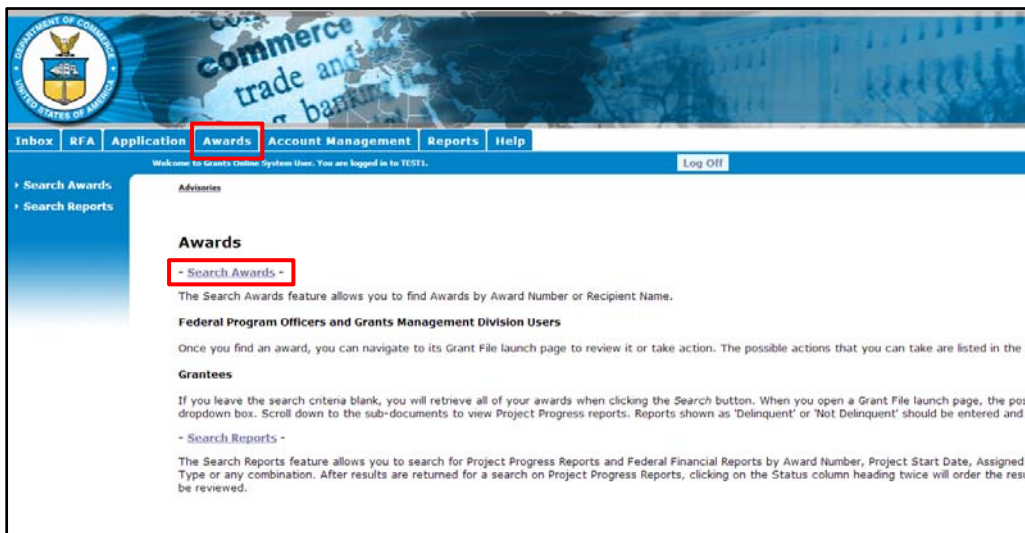 DEPARTMENT OF COMMERCE
UNITED STATES OF AMERICA
commerce
trade and
banking
Inbox RFA Application Awards Account Management Reports Help
Welcome to Grants Online System User. You are logged in to TEST1. Log Off
Search Awards
Search Reports
Advisories
Awards
- Search Awards -
The Search Awards feature allows you to find Awards by Award Number or Recipient Name.
Federal Program Officers and Grants Management Division Users
Once you find an award, you can navigate to its Grant File launch page to review it or take action. The possible actions that you can take are listed in the
Grantees
If you leave the search criteria blank, you will retrieve all of your awards when clicking the Search button. When you open a Grant File launch page, the pos
dropdown box. Scroll down to the sub-documents to view Project Progress reports. Reports shown as 'Delinquent' or 'Not Delinquent' should be entered and
- Search Reports -
The Search Reports feature allows you to search for Project Progress Reports and Federal Financial Reports by Award Number, Project Start Date, Assigned
Type or any combination. After results are returned for a search on Project Progress Reports, clicking on the Status column heading twice will order the resu
be reviewed.